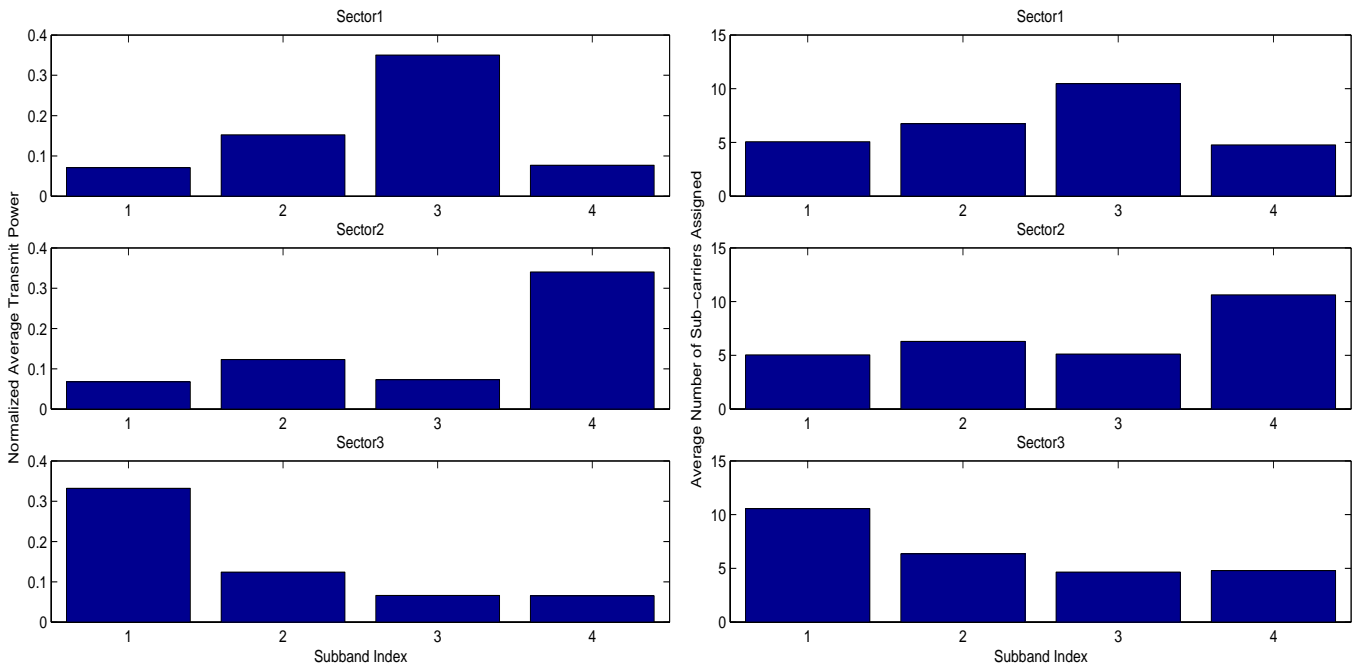 Sector1
0.4
0.3
0.2
0.1
0
1 2 3 4
Sector2
0.4
0.3
0.2
0.1
0
1 2 3 4
Sector3
0.4
0.3
0.2
0.1
0
1 2 3 4
Subband Index
Normalized Average Transmit Power
Sector1
15
10
5
0
1 2 3 4
Sector2
15
10
5
0
1 2 3 4
Sector3
15
10
5
0
1 2 3 4
Subband Index
Average Number of Sub−carriers Assigned